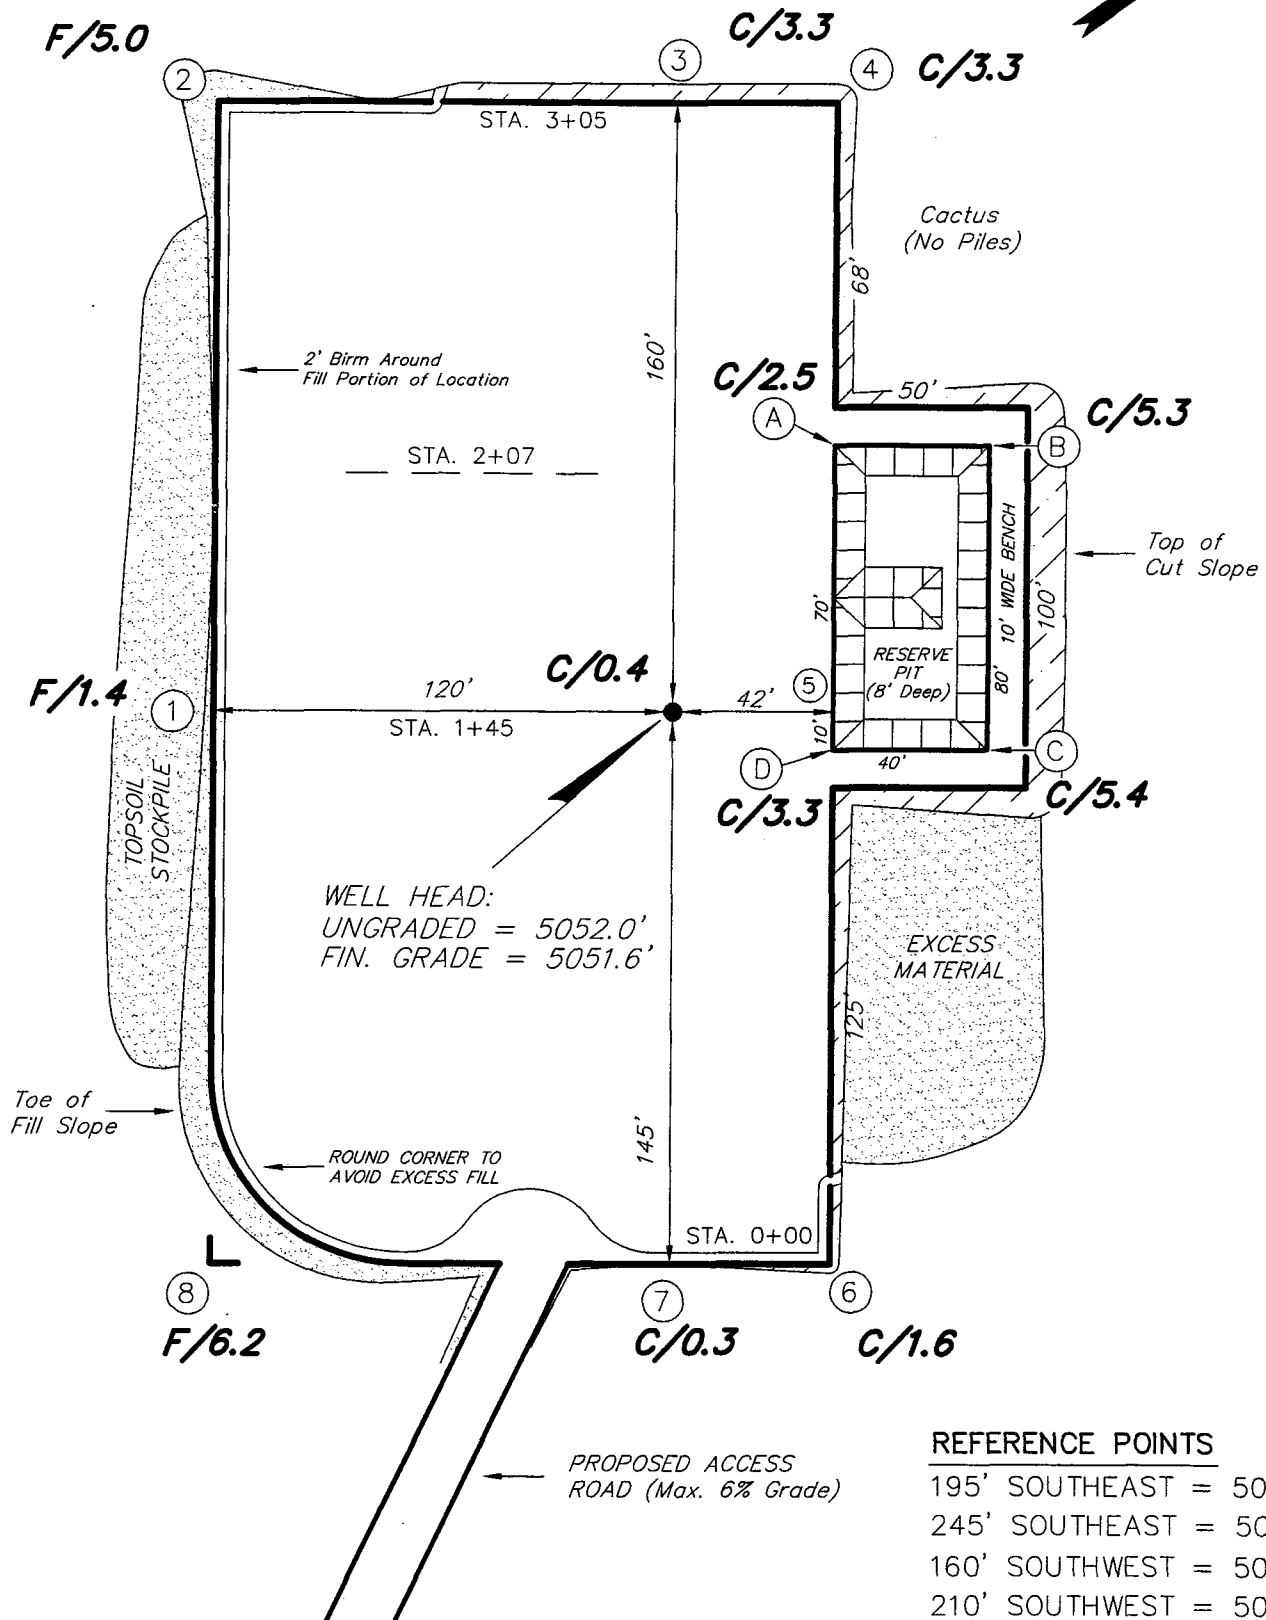 F/5.0
C/3.3
2
3
4
C/3.3
STA. 3+05
Cactus
(No Piles)
68'
160'
2' Birm Around
Fill Portion of Location
C/2.5
50'
C/5.3
A
B
STA. 2+07
10' WIDE BENCH
Top of
Cut Slope
70'
100'
RESERVE
PIT
(8' Deep)
80'
F/1.4
1
120'
STA. 1+45
C/0.4
42'
5
10'
D
40'
C
C/3.3
C/5.4
TOPSOIL
STOCKPILE
WELL HEAD:
UNGRADED = 5052.0'
FIN. GRADE = 5051.6'
EXCESS
MATERIAL
125'
Toe of
Fill Slope
145'
ROUND CORNER TO
AVOID EXCESS FILL
STA. 0+00
8
7
6
F/6.2
C/0.3
C/1.6
PROPOSED ACCESS
ROAD (Max. 6% Grade)
REFERENCE POINTS
195' SOUTHEAST = 50
245' SOUTHEAST = 50
160' SOUTHWEST = 50
210' SOUTHWEST = 50